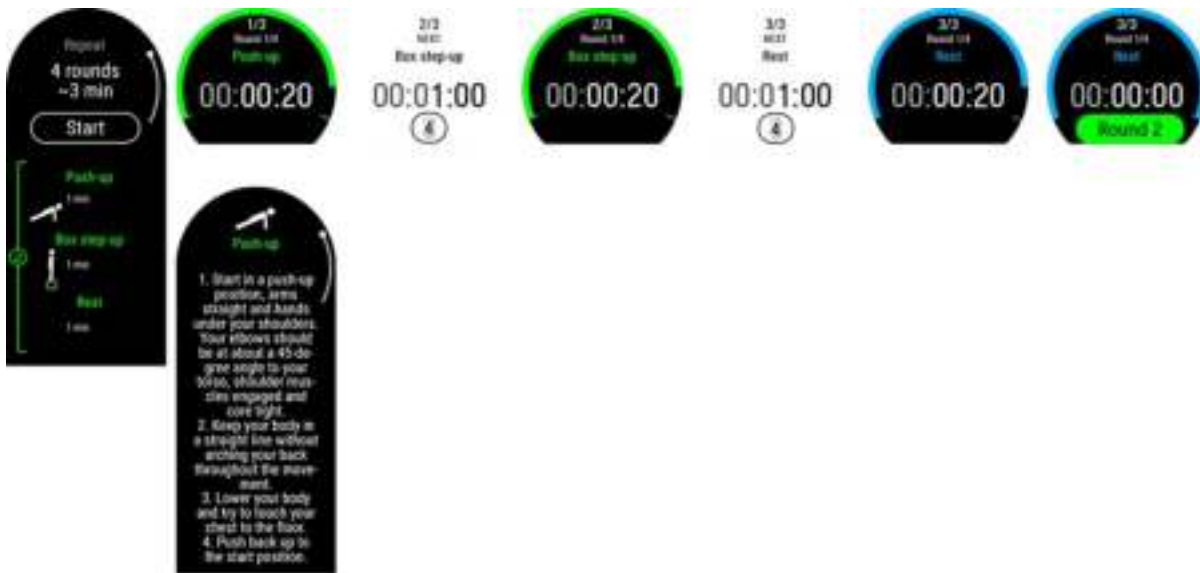 Repeat
4 rounds
~3 min
Start
Push-up
1 min
Box step-up
1 min
Rest
1 min
1/3
Round 1/4
Push-up
00:00:20
2/3
NEXT
Box step-up
00:01:00
4
2/3
Round 1/4
Box step-up
00:00:20
3/3
NEXT
Rest
00:01:00
4
3/3
Round 1/4
Rest
00:00:20
3/3
Round 1/4
Rest
00:00:00
Round 2
Push-up
1. Start in a push-up
position, arms
straight and hands
under your shoulders.
Your elbows should
be at about a 45-de-
gree angle to your
torso, shoulder mus-
cles engaged and
core tight.
2. Keep your body in
a straight line without
arching your back
throughout the move-
ment.
3. Lower your body
and try to touch your
chest to the floor.
4. Push back up to
the start position.